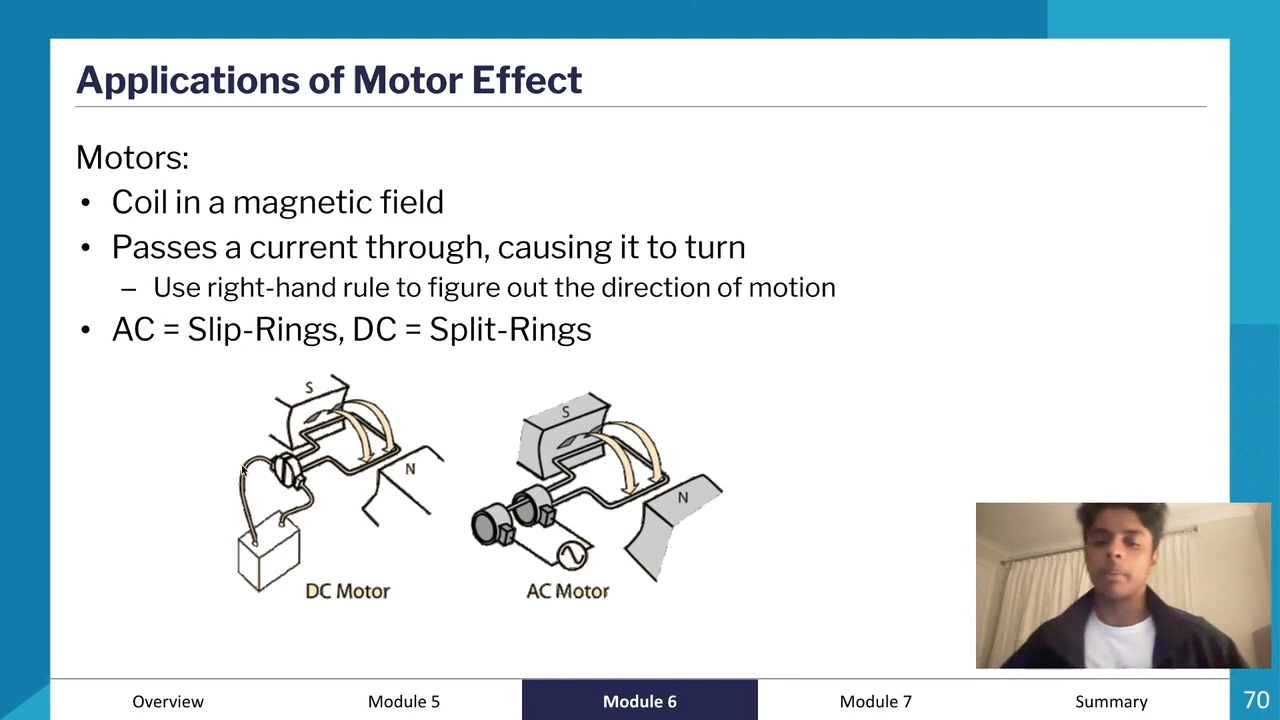 Applications of Motor Effect
Motors:
• Coil in a magnetic field
• Passes a current through, causing it to turn
– Use right-hand rule to figure out the direction of motion
• AC = Slip-Rings, DC = Split-Rings
S
N
DC Motor
S
N
AC Motor
Overview
Module 5
Module 6
Module 7
Summary
70